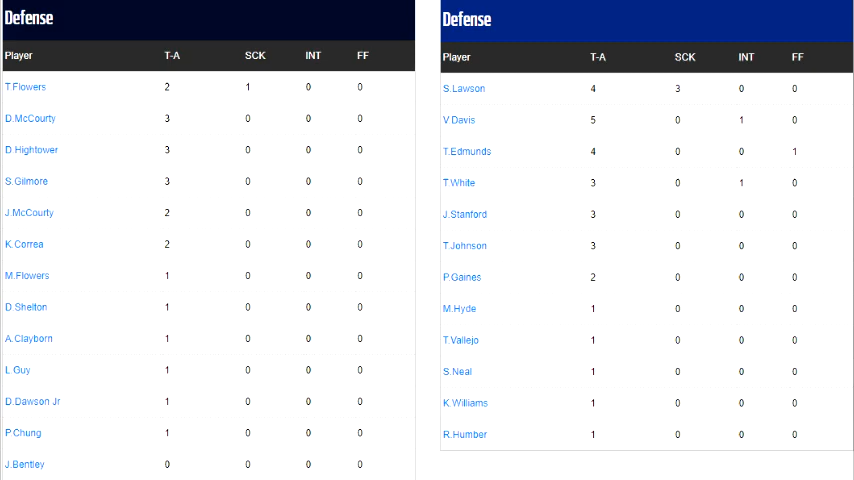 Defense
Player T-A SCK INT FF
T.Flowers 2 1 0 0
D.McCourty 3 0 0 0
D.Hightower 3 0 0 0
S.Gilmore 3 0 0 0
J.McCourty 2 0 0 0
K.Correa 2 0 0 0
M.Flowers 1 0 0 0
D.Shelton 1 0 0 0
A.Clayborn 1 0 0 0
L.Guy 1 0 0 0
D.Dawson Jr 1 0 0 0
P.Chung 1 0 0 0
J.Bentley 0 0 0 0
Defense
Player T-A SCK INT FF
S.Lawson 4 3 0 0
V.Davis 5 0 1 0
T.Edmunds 4 0 0 1
T.White 3 0 1 0
J.Stanford 3 0 0 0
T.Johnson 3 0 0 0
P.Gaines 2 0 0 0
M.Hyde 1 0 0 0
T.Vallejo 1 0 0 0
S.Neal 1 0 0 0
K.Williams 1 0 0 0
R.Humber 1 0 0 0